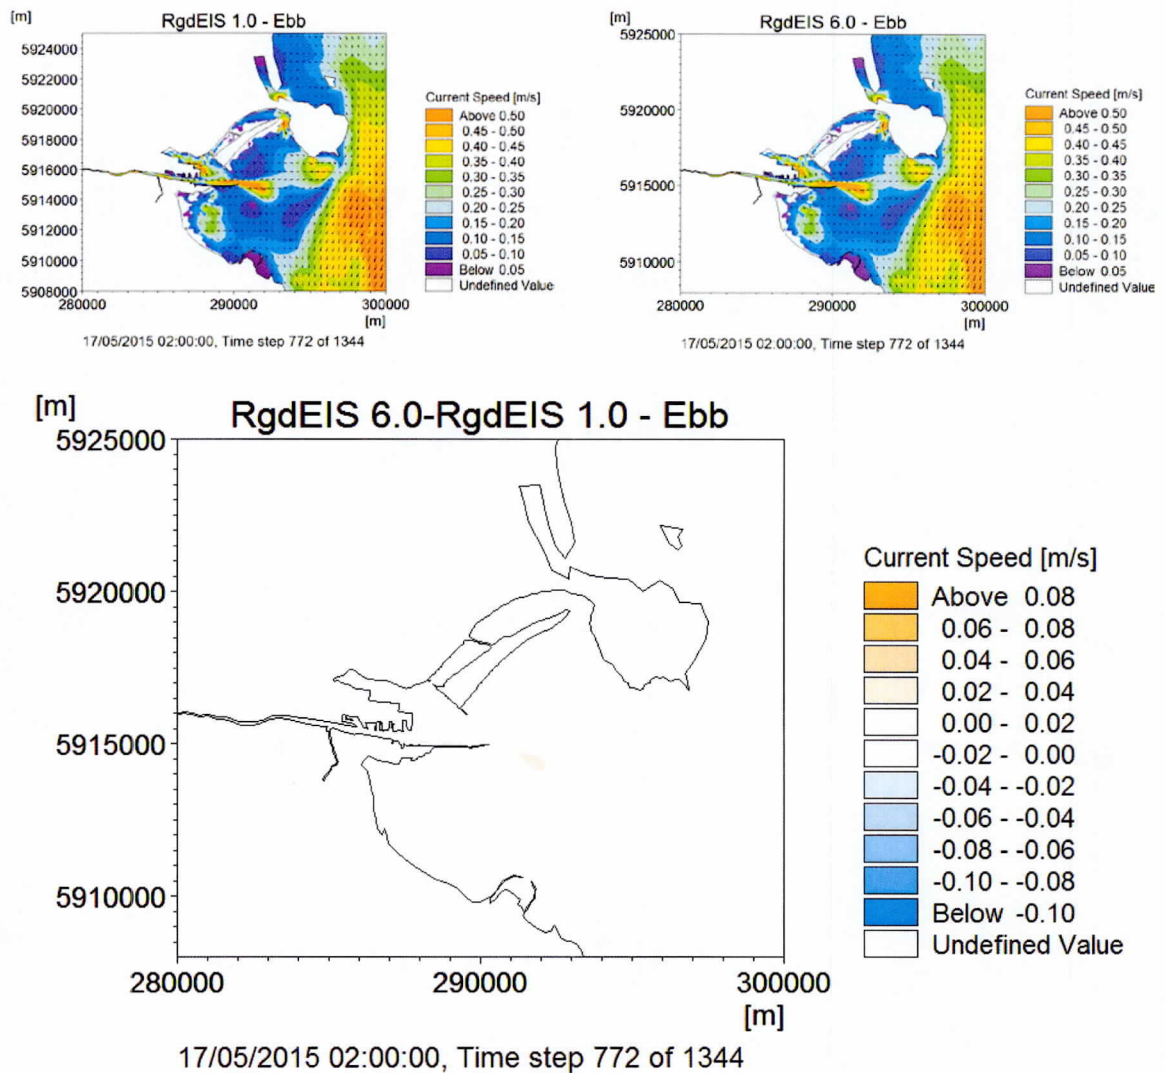 [m]
RgdEIS 1.0 - Ebb
5924000
5922000
5920000
5918000
5916000
5914000
5912000
5910000
5908000
280000 290000 300000
[m]
Current Speed [m/s]
Above 0.50
0.45 - 0.50
0.40 - 0.45
0.35 - 0.40
0.30 - 0.35
0.25 - 0.30
0.20 - 0.25
0.15 - 0.20
0.10 - 0.15
0.05 - 0.10
Below 0.05
Undefined Value
17/05/2015 02:00:00, Time step 772 of 1344
[m]
RgdEIS 6.0 - Ebb
5925000
5920000
5915000
5910000
280000 290000 300000
[m]
Current Speed [m/s]
Above 0.50
0.45 - 0.50
0.40 - 0.45
0.35 - 0.40
0.30 - 0.35
0.25 - 0.30
0.20 - 0.25
0.15 - 0.20
0.10 - 0.15
0.05 - 0.10
Below 0.05
Undefined Value
17/05/2015 02:00:00, Time step 772 of 1344
[m]
RgdEIS 6.0-RgdEIS 1.0 - Ebb
5925000
5920000
5915000
5910000
280000 290000 300000
[m]
Current Speed [m/s]
Above 0.08
0.06 - 0.08
0.04 - 0.06
0.02 - 0.04
0.00 - 0.02
-0.02 - 0.00
-0.04 - -0.02
-0.06 - -0.04
-0.08 - -0.06
-0.10 - -0.08
Below -0.10
Undefined Value
17/05/2015 02:00:00, Time step 772 of 1344